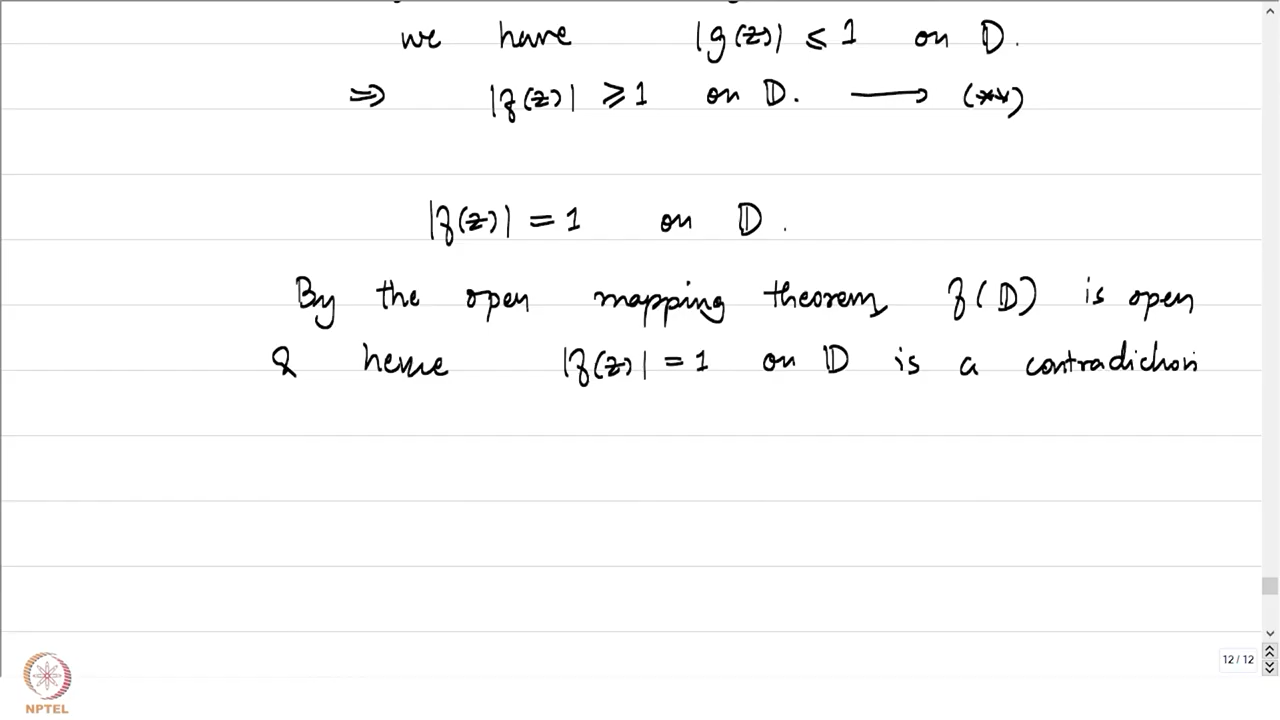 we have |g(z)| ≤ 1 on D.
⇒ |f(z)| ≥ 1 on D. ⟶ (**)
|f(z)| = 1 on D.
By the open mapping theorem f(D) is open
& hence |f(z)| = 1 on D is a contradiction
12 / 12
NPTEL